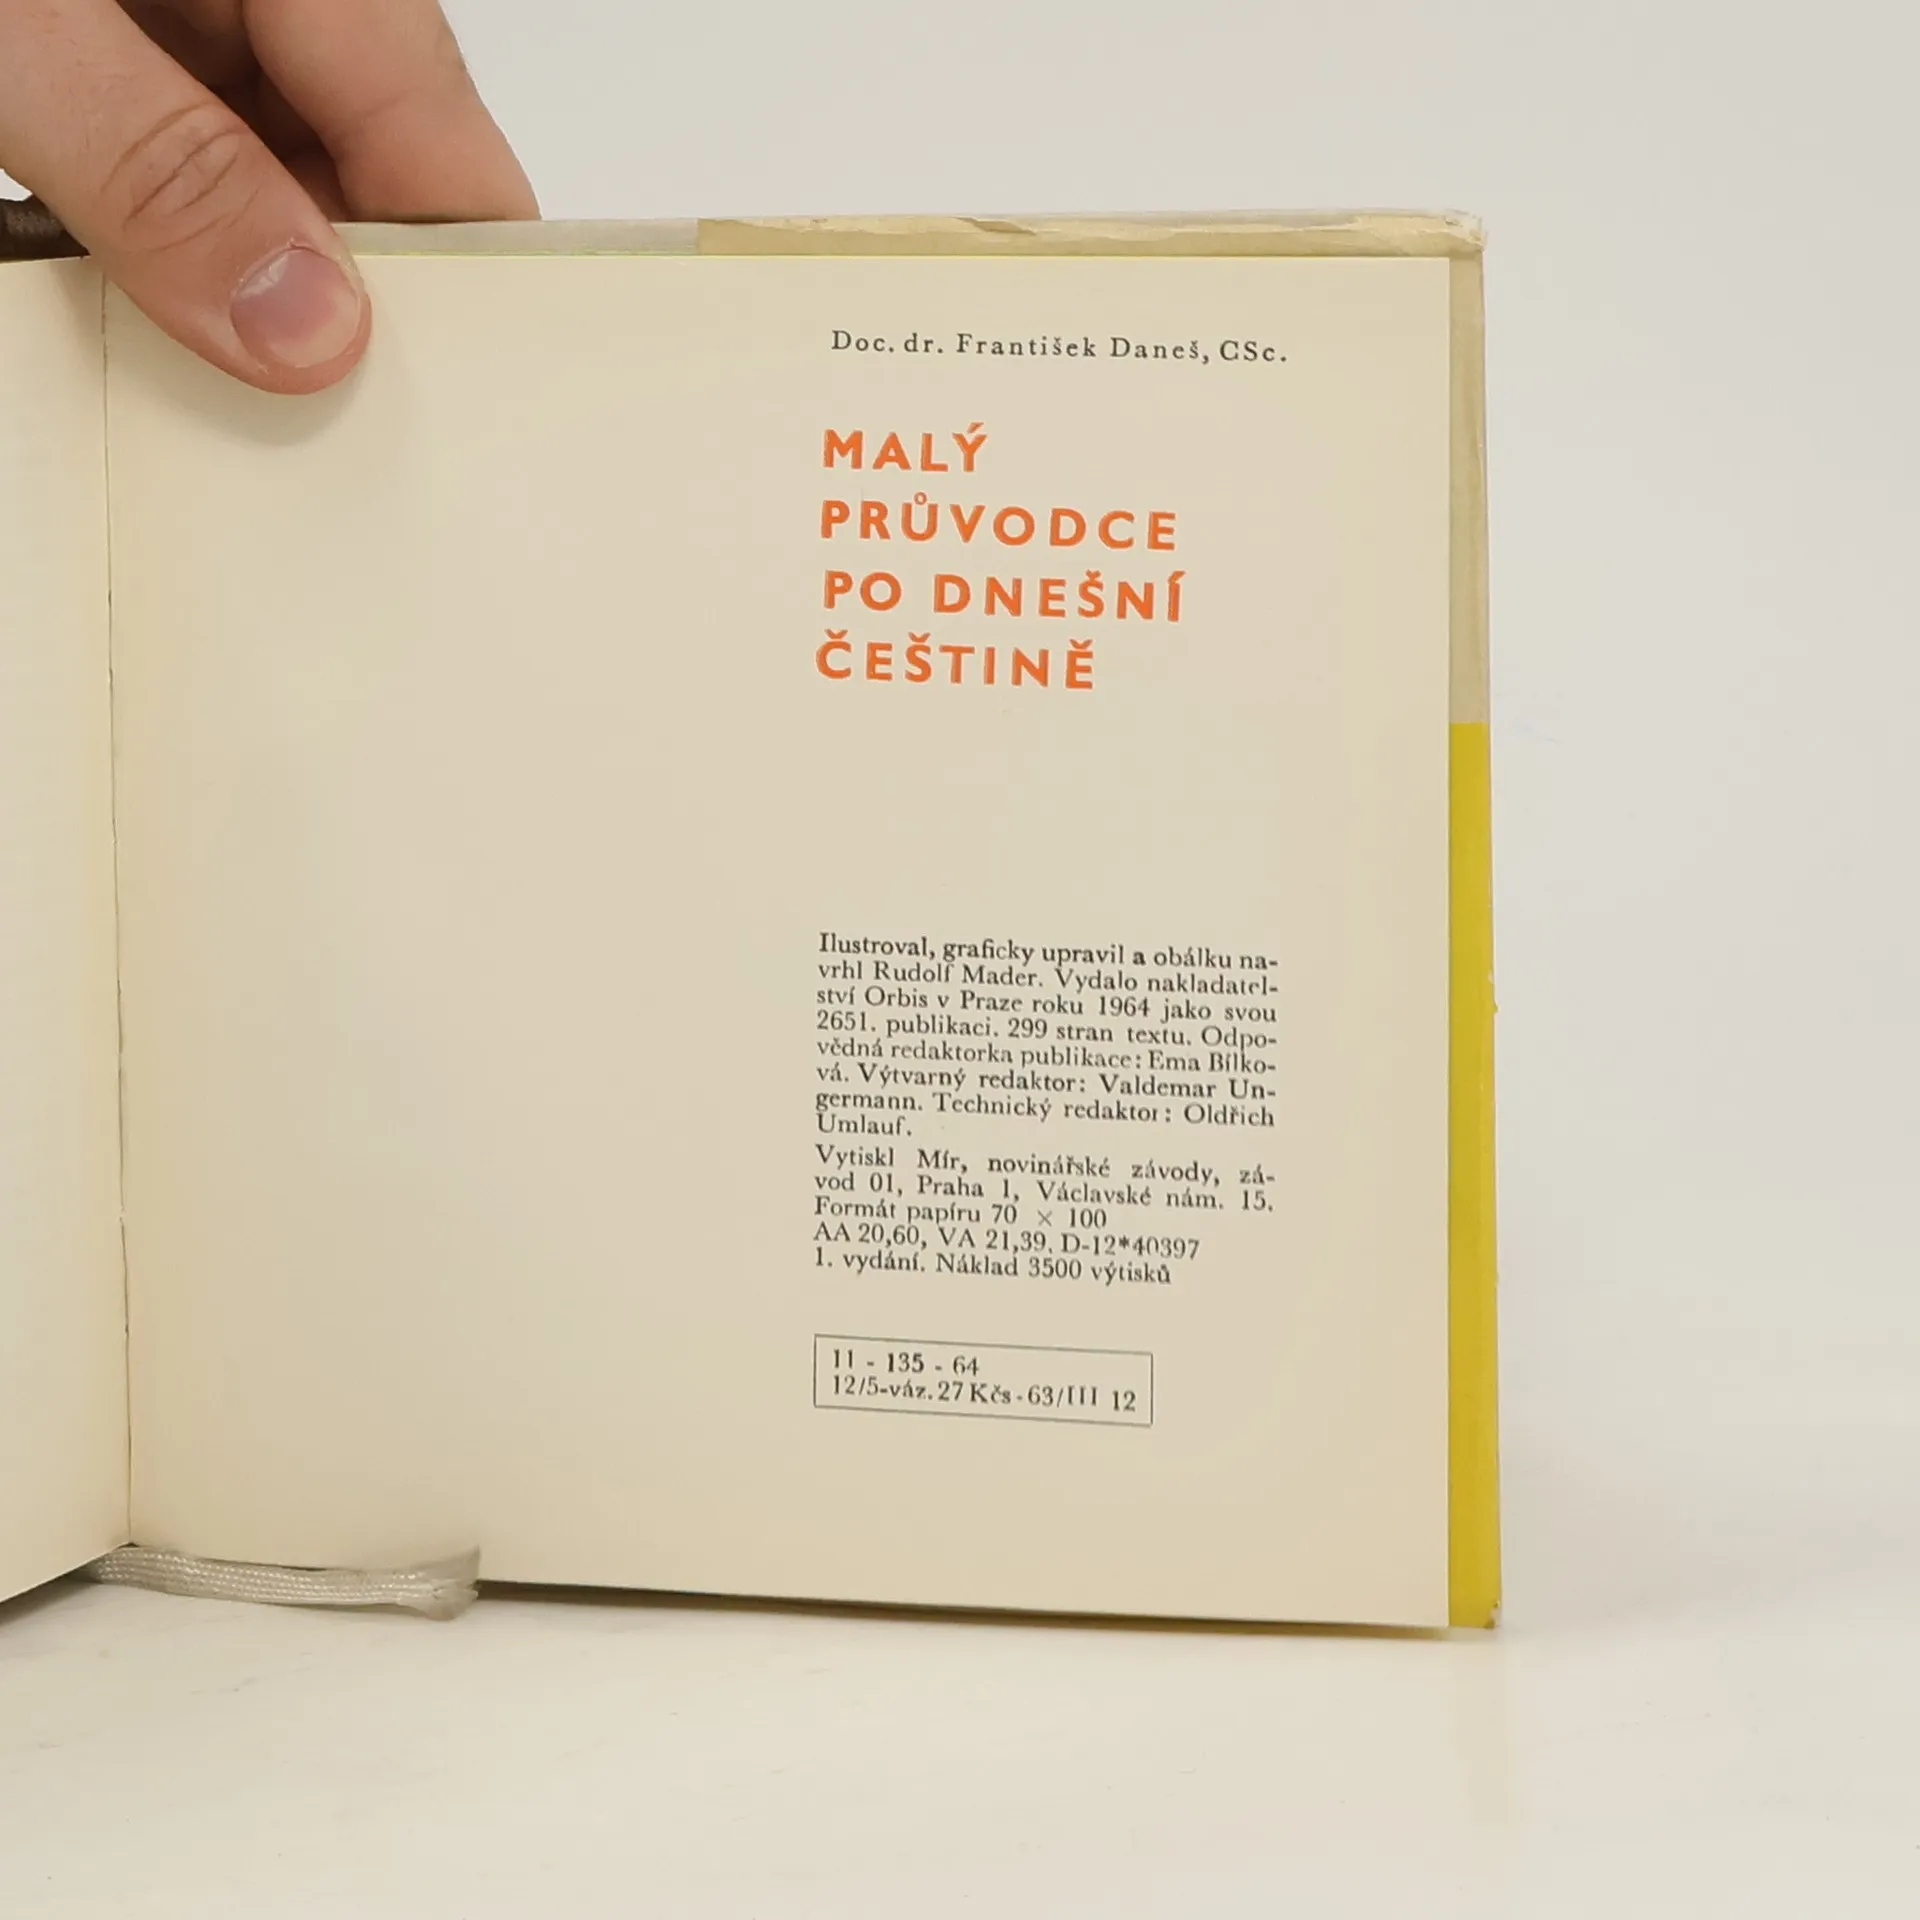 Doc. dr. František Daneš, CSc.
MALÝ
PRŮVODCE
PO DNEŠNÍ
ČEŠTINĚ
Ilustroval, graficky upravil a obálku na-
vrhl Rudolf Mader. Vydalo nakladatel-
ství Orbis v Praze roku 1964 jako svou
2651. publikaci. 299 stran textu. Odpo-
vědná redaktorka publikace: Ema Bílko-
vá. Výtvarný redaktor: Valdemar Un-
germann. Technický redaktor: Oldřich
Umlauf.
Vytiskl Mír, novinářské závody, zá-
vod 01, Praha 1, Václavské nám. 15.
Formát papíru 70 × 100
AA 20,60, VA 21,39. D-12*40397
1. vydání. Náklad 3500 výtisků
11 - 135 - 64
12/5-váz. 27 Kčs - 63/III 12